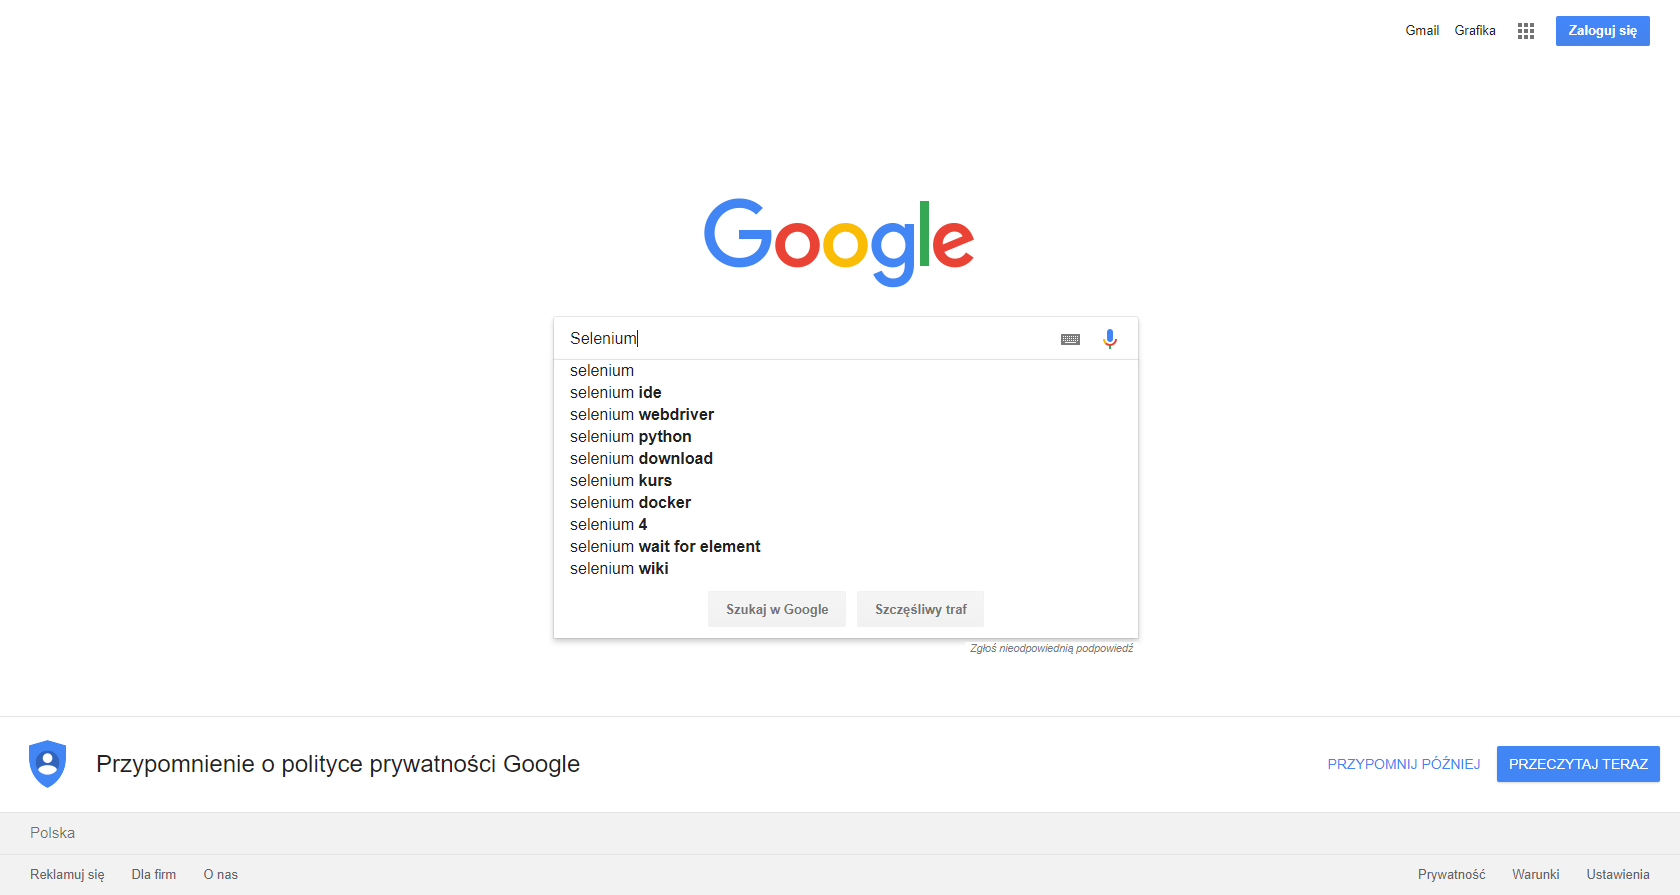 Gmail Grafika Zaloguj się
Google
Selenium
selenium
selenium ide
selenium webdriver
selenium python
selenium download
selenium kurs
selenium docker
selenium 4
selenium wait for element
selenium wiki
Szukaj w Google Szczęśliwy traf
Zgłoś nieodpowiednią podpowiedź
Przypomnienie o polityce prywatności Google PRZYPOMNIJ PÓŹNIEJ PRZECZYTAJ TERAZ
Polska
Reklamuj się Dla firm O nas Prywatność Warunki Ustawienia